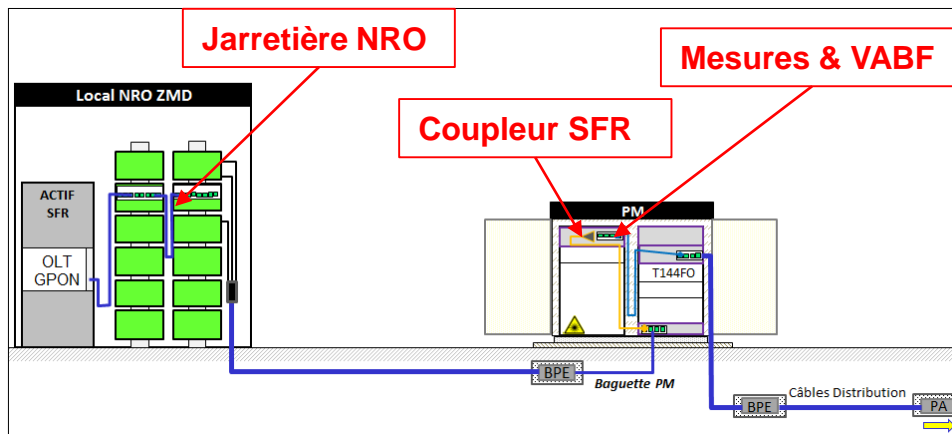 Jarretière NRO
Mesures & VABF
Local NRO ZMD
Coupleur SFR
ACTIF
SFR
PM
OLT
GPON
T144FO
BPE
Baguette PM
Câbles Distribution
BPE
PA